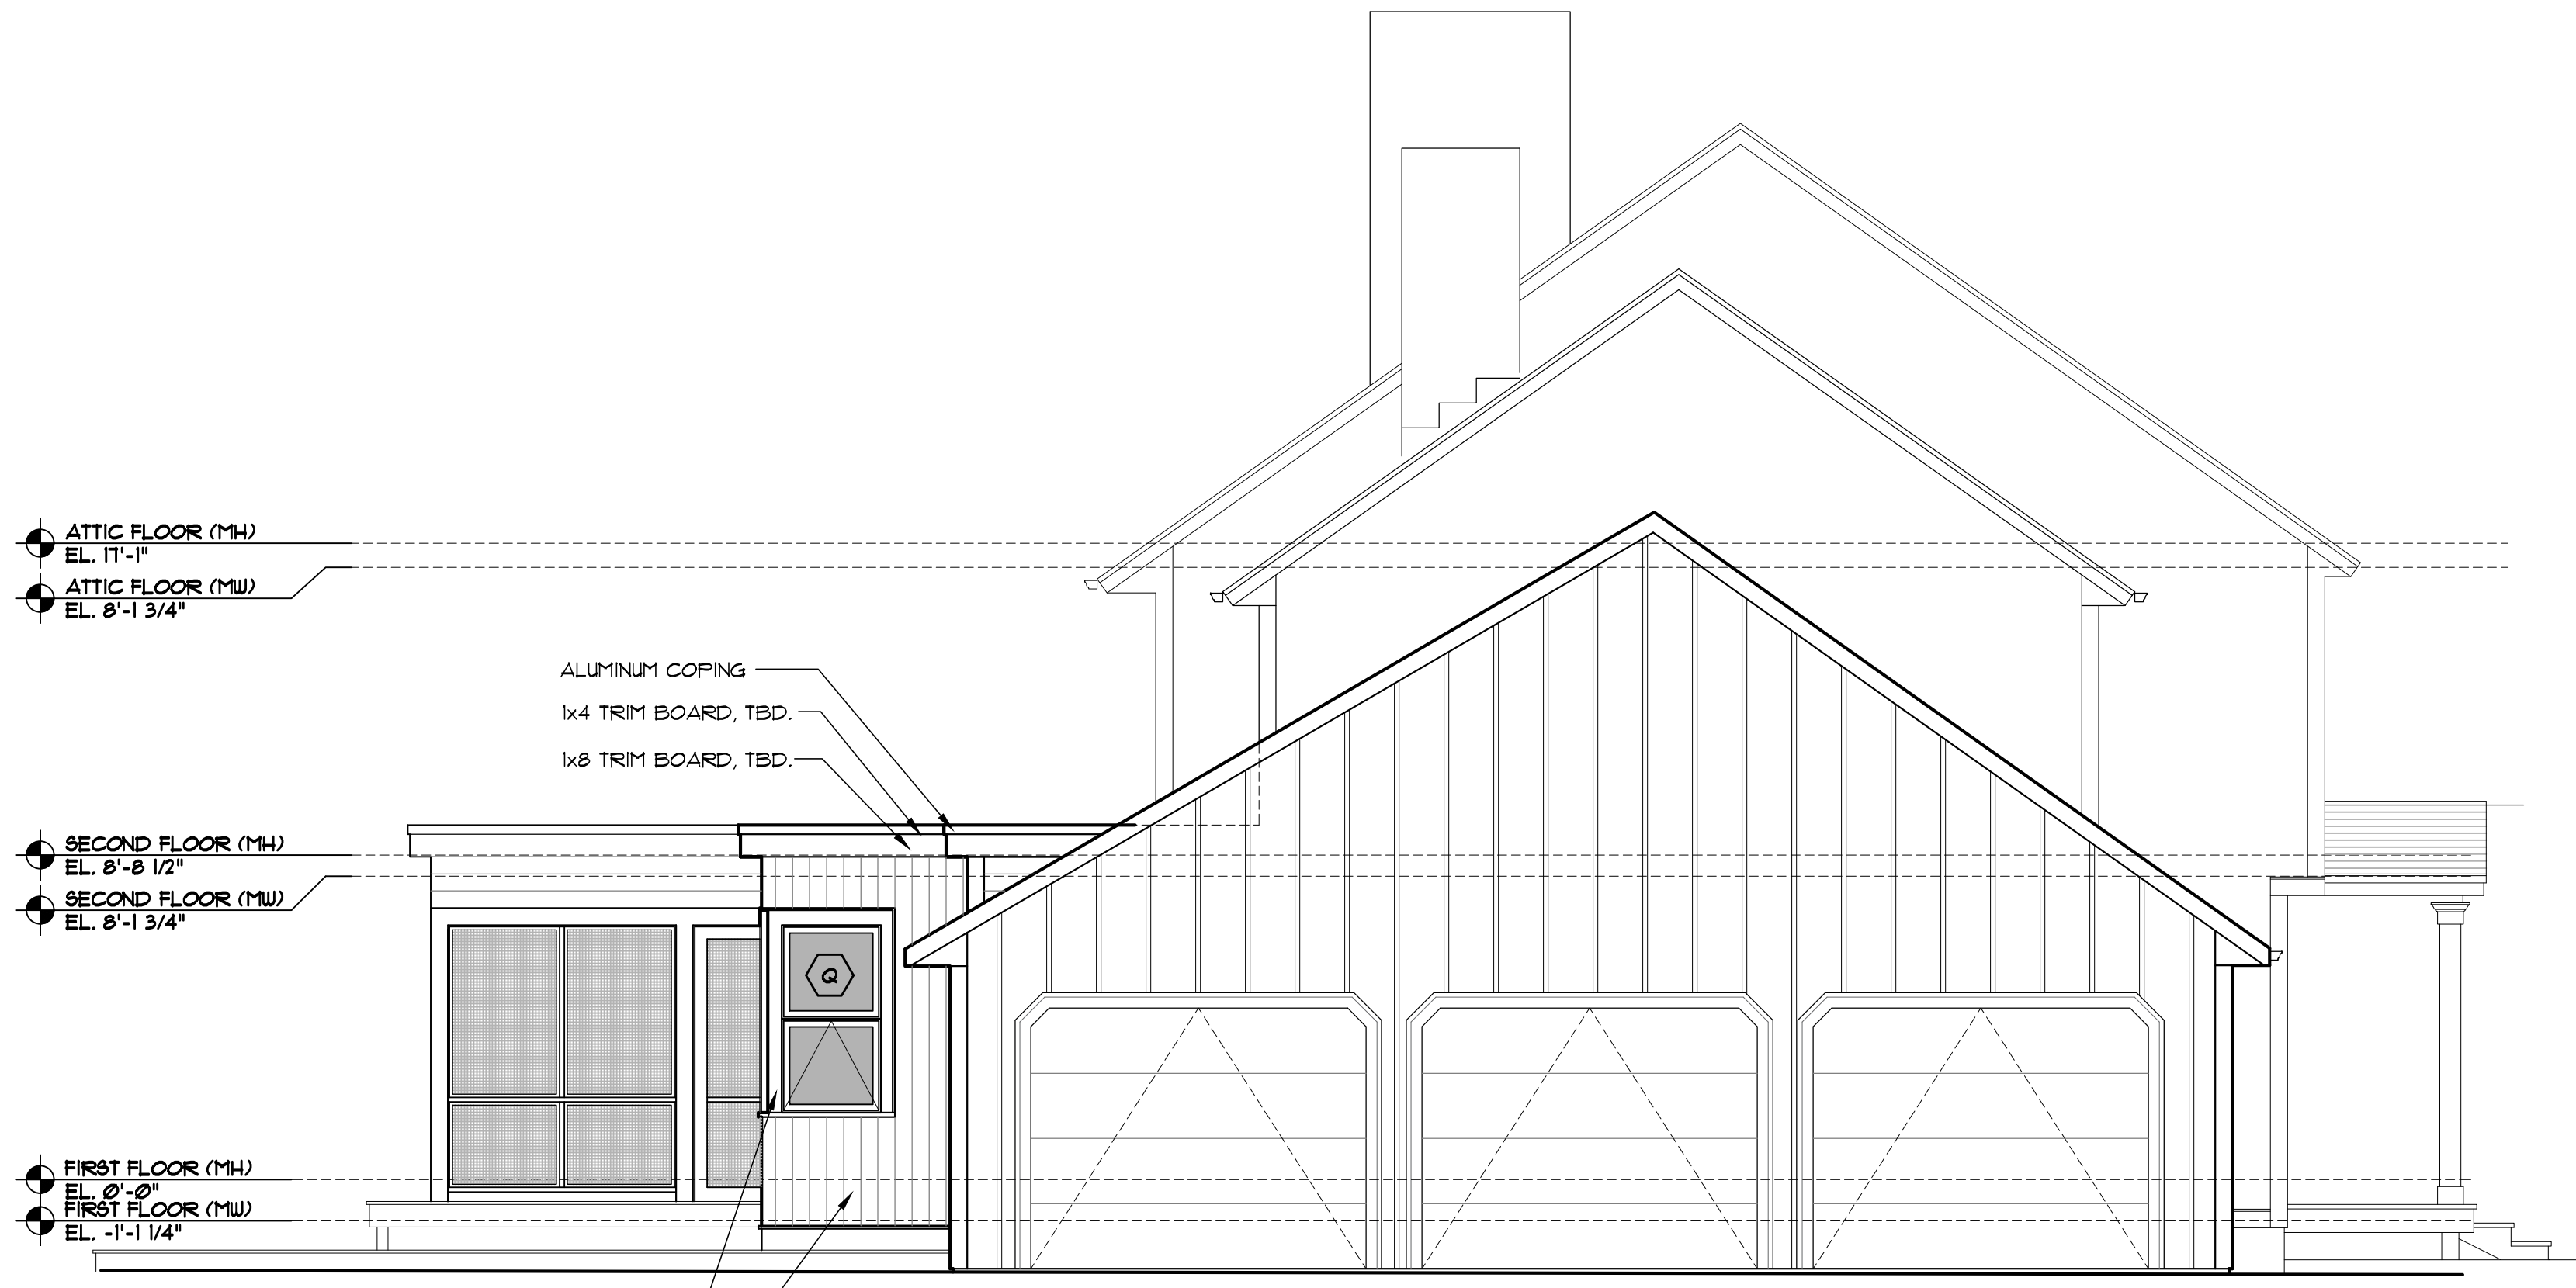 ATTIC FLOOR (MH)
EL. 17'-1"
ATTIC FLOOR (MW)
EL. 8'-1 3/4"
ALUMINUM COPING
1x4 TRIM BOARD, TBD.
1x8 TRIM BOARD, TBD.
SECOND FLOOR (MH)
EL. 8'-8 1/2"
SECOND FLOOR (MW)
EL. 8'-1 3/4"
Q
FIRST FLOOR (MH)
EL. 0'-0"
FIRST FLOOR (MW)
EL. -1'-1 1/4"